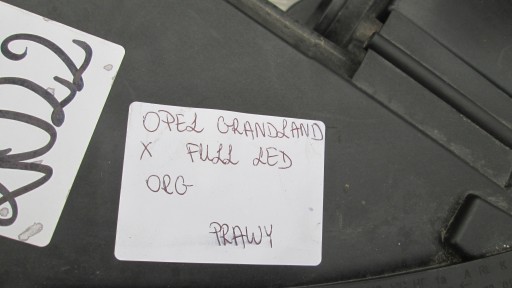 OPEL GRANDLAND
X FULL LED
ORG
PRAWY